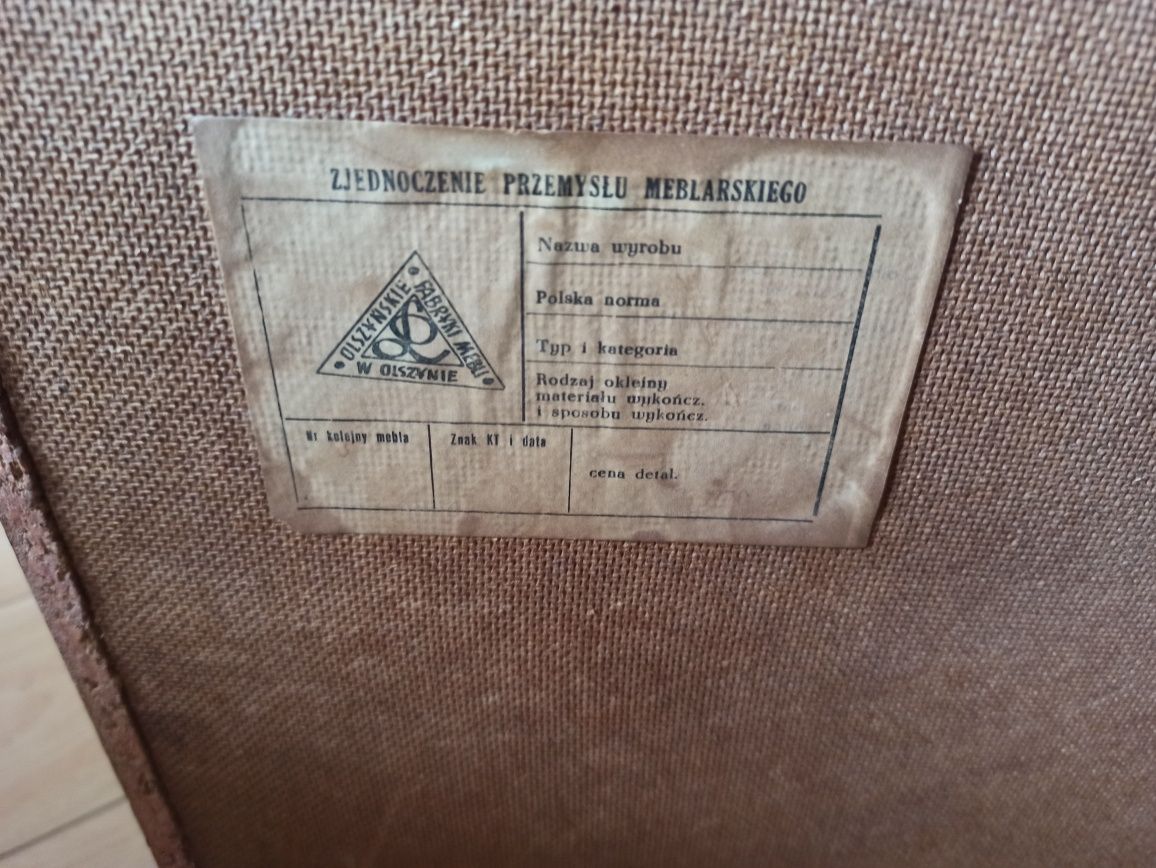 ZJEDNOCZENIE PRZEMYSŁU MEBLARSKIEGO
OLSZYŃSKIE FABRYKI MEBLI
W OLSZYNIE
Nazwa wyrobu
Polska norma
Typ i kategoria
Rodzaj okleiny
materiału wykończ.
i sposobu wykończ.
Nr kolejny mebla
Znak KT i data
cena detal.